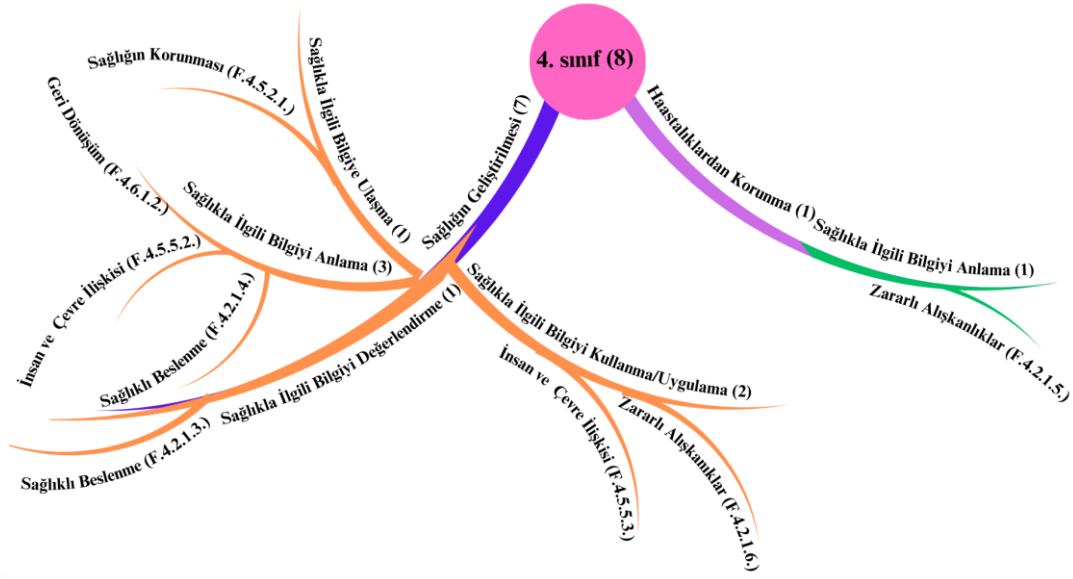 4. sınıf (8)
Sağlığın Geliştirilmesi (7)
Sağlıkla İlgili Bilgiye Ulaşma (1)
Sağlığın Korunması (F.4.5.2.1.)
Sağlıkla İlgili Bilgiyi Anlama (3)
Geri Dönüşüm (F.4.6.1.2.)
İnsan ve Çevre İlişkisi (F.4.5.5.2.)
Sağlıklı Beslenme (F.4.2.1.4.)
Sağlıkla İlgili Bilgiyi Değerlendirme (1)
Sağlıklı Beslenme (F.4.2.1.3.)
Sağlıkla İlgili Bilgiyi Kullanma/Uygulama (2)
İnsan ve Çevre İlişkisi (F.4.5.5.3.)
Zararlı Alışkanıklar (F.4.2.1.6.)
Haastalıklardan Korunma (1)
Sağlıkla İlgili Bilgiyi Anlama (1)
Zararlı Alışkanlıklar (F.4.2.1.5.)